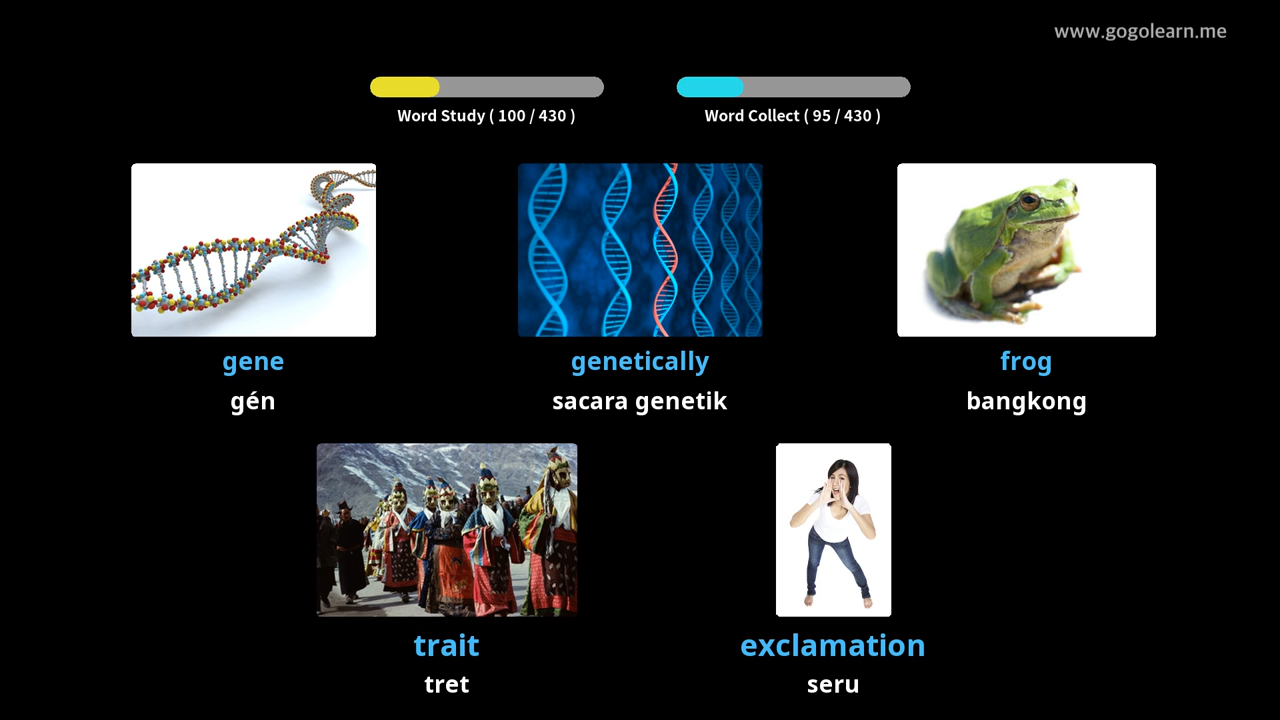 www.gogolearn.me
Word Study ( 100 / 430 )
Word Collect ( 95 / 430 )
gene
genetically
frog
gén
sacara genetik
bangkong
trait
exclamation
tret
seru